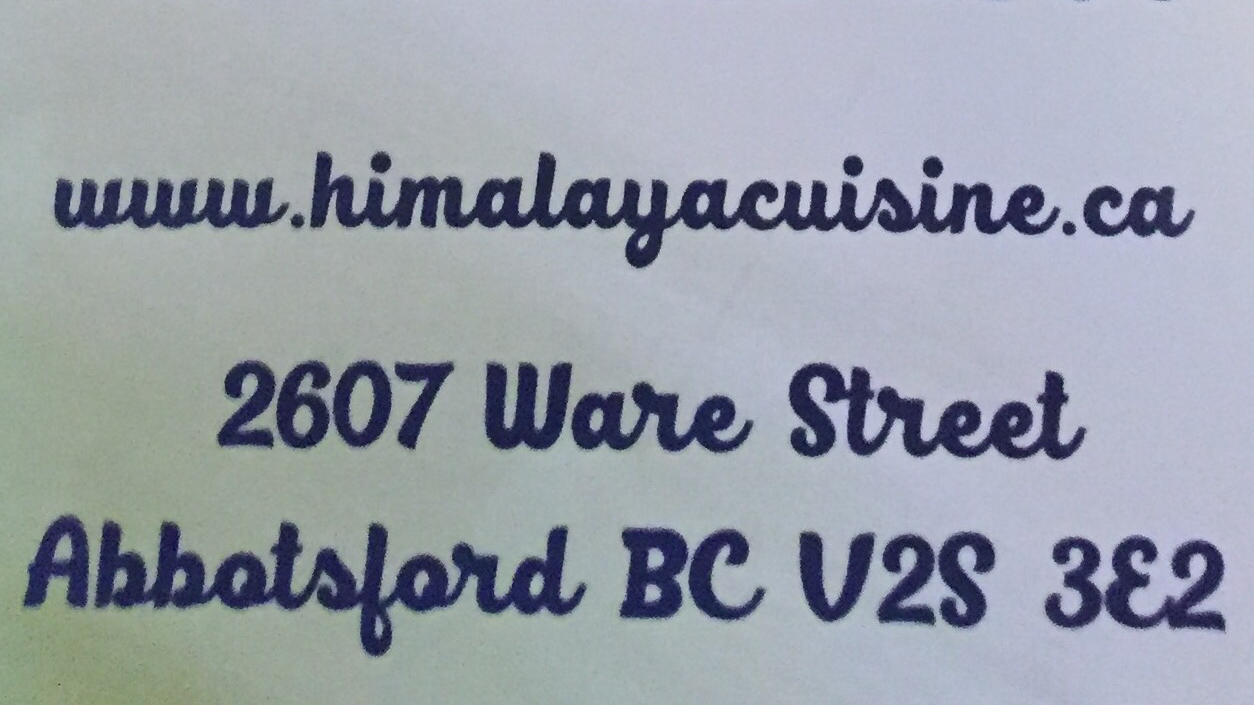 www.himalayacuisine.ca
2607 Ware Street
Abbotsford BC V2S 3E2